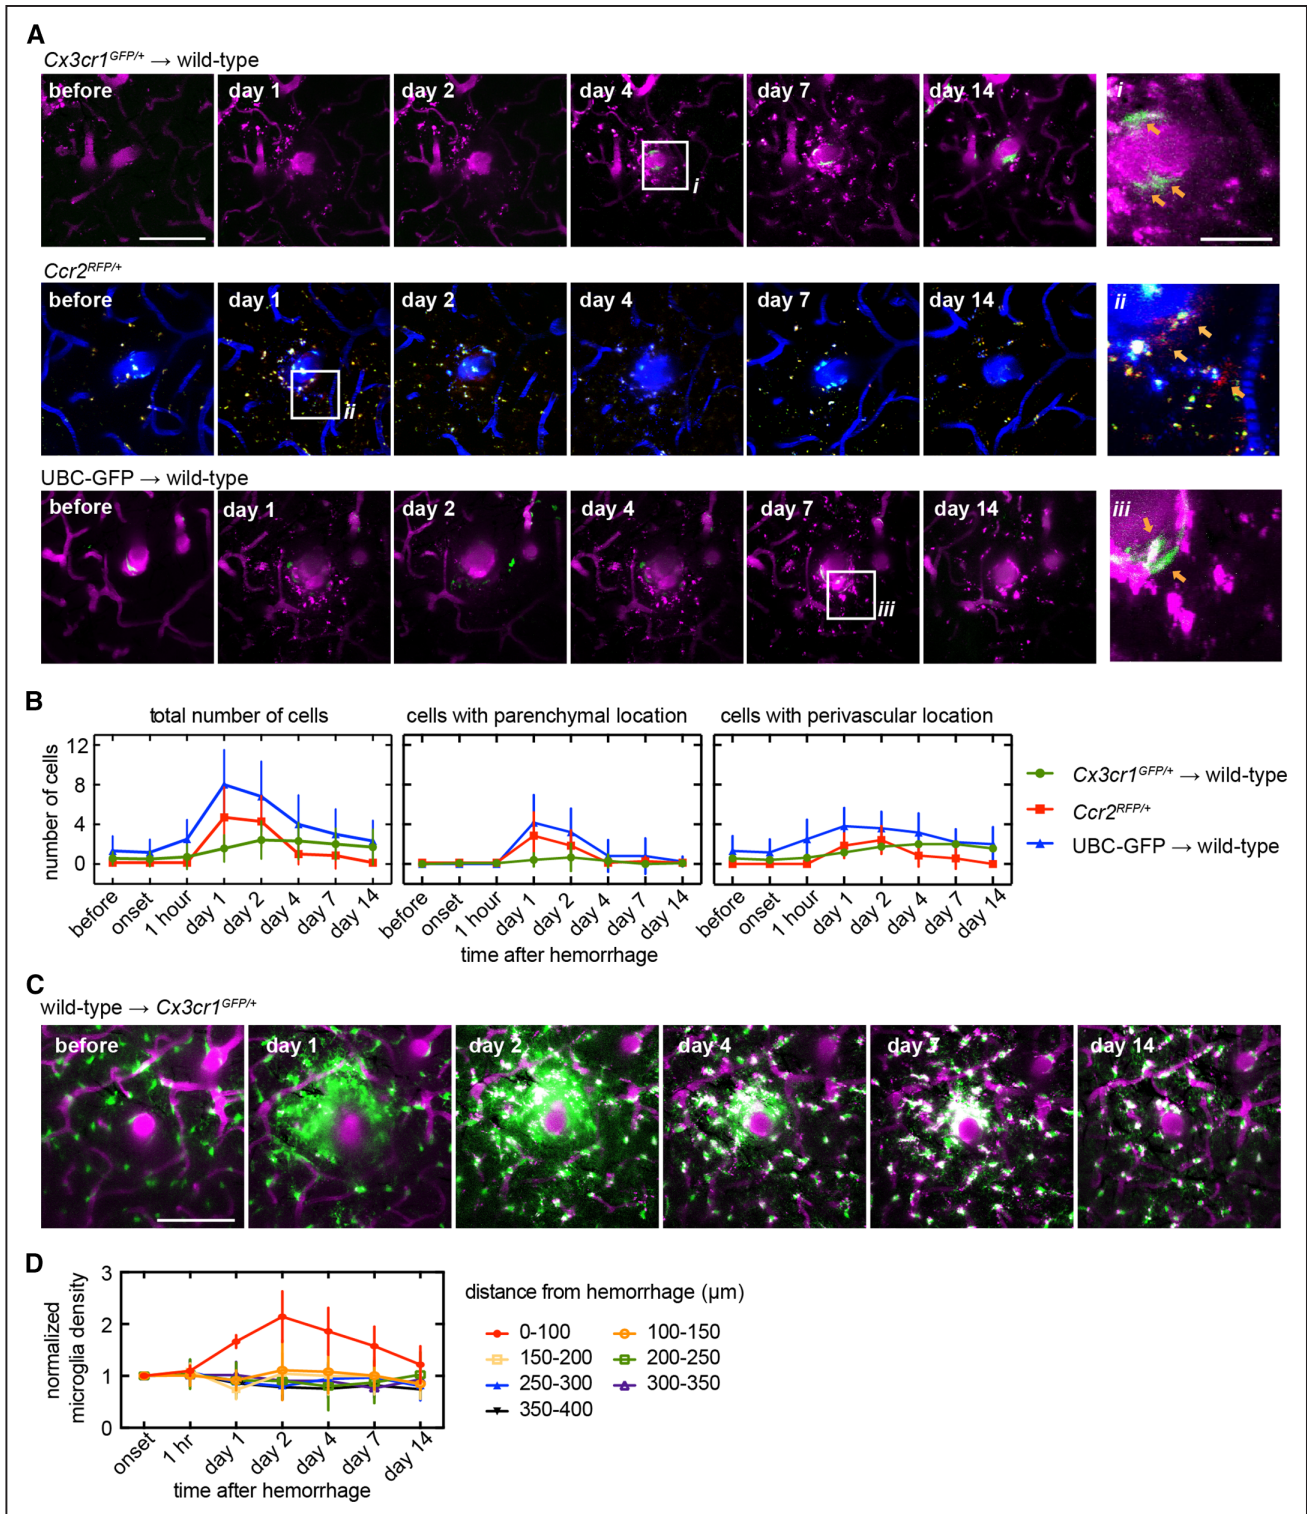 A
Cx3cr1GFP/+ → wild-type
before day 1 day 2 day 4 day 7 day 14 i
i
Ccr2RFP/+
before day 1 day 2 day 4 day 7 day 14 ii
ii
UBC-GFP → wild-type
before day 1 day 2 day 4 day 7 day 14 iii
iii
B
total number of cells cells with parenchymal location cells with perivascular location
number of cells
12
8
4
0
before onset 1 hour day 1 day 2 day 4 day 7 day 14
before onset 1 hour day 1 day 2 day 4 day 7 day 14
before onset 1 hour day 1 day 2 day 4 day 7 day 14
time after hemorrhage
Cx3cr1GFP/+ → wild-type
Ccr2RFP/+
UBC-GFP → wild-type
C
wild-type → Cx3cr1GFP/+
before day 1 day 2 day 4 day 7 day 14
D
normalized
microglia density
3
2
1
0
onset 1 hr day 1 day 2 day 4 day 7 day 14
time after hemorrhage
distance from hemorrhage (µm)
0-100 100-150
150-200 200-250
250-300 300-350
350-400